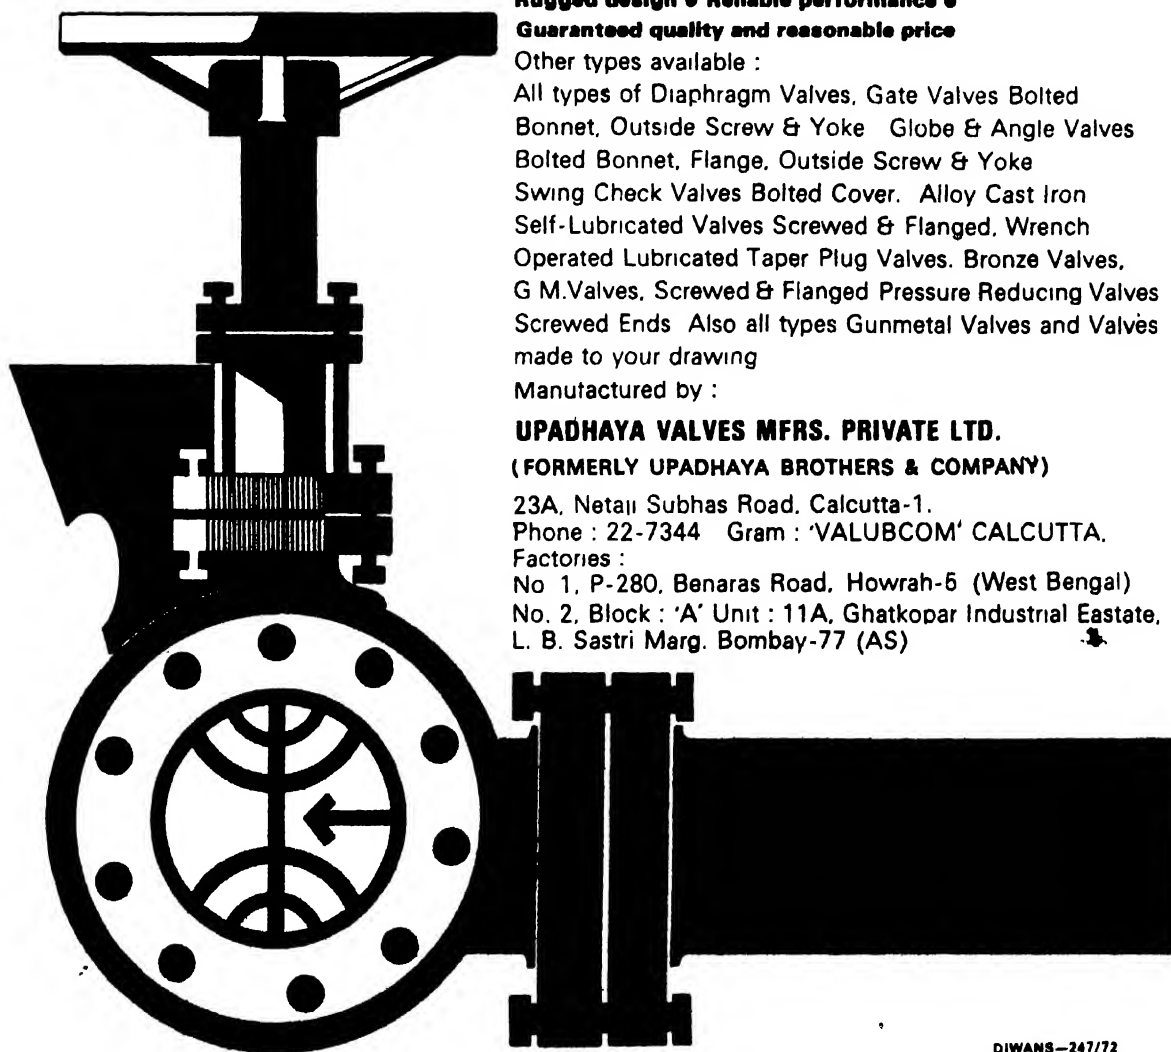 Rugged design • Reliable performance •
Guaranteed quality and reasonable price
Other types available :
All types of Diaphragm Valves, Gate Valves Bolted
Bonnet, Outside Screw & Yoke Globe & Angle Valves
Bolted Bonnet, Flange, Outside Screw & Yoke
Swing Check Valves Bolted Cover. Alloy Cast Iron
Self-Lubricated Valves Screwed & Flanged, Wrench
Operated Lubricated Taper Plug Valves. Bronze Valves,
G M.Valves, Screwed & Flanged Pressure Reducing Valves
Screwed Ends Also all types Gunmetal Valves and Valves
made to your drawing
Manufactured by :
UPADHAYA VALVES MFRS. PRIVATE LTD.
(FORMERLY UPADHAYA BROTHERS & COMPANY)
23A, Netaji Subhas Road, Calcutta-1.
Phone : 22-7344 Gram : 'VALUBCOM' CALCUTTA.
Factories :
No 1, P-280, Benaras Road, Howrah-5 (West Bengal)
No. 2, Block : 'A' Unit : 11A, Ghatkopar Industrial Eastate,
L. B. Sastri Marg. Bombay-77 (AS)
DIWANS-247/72